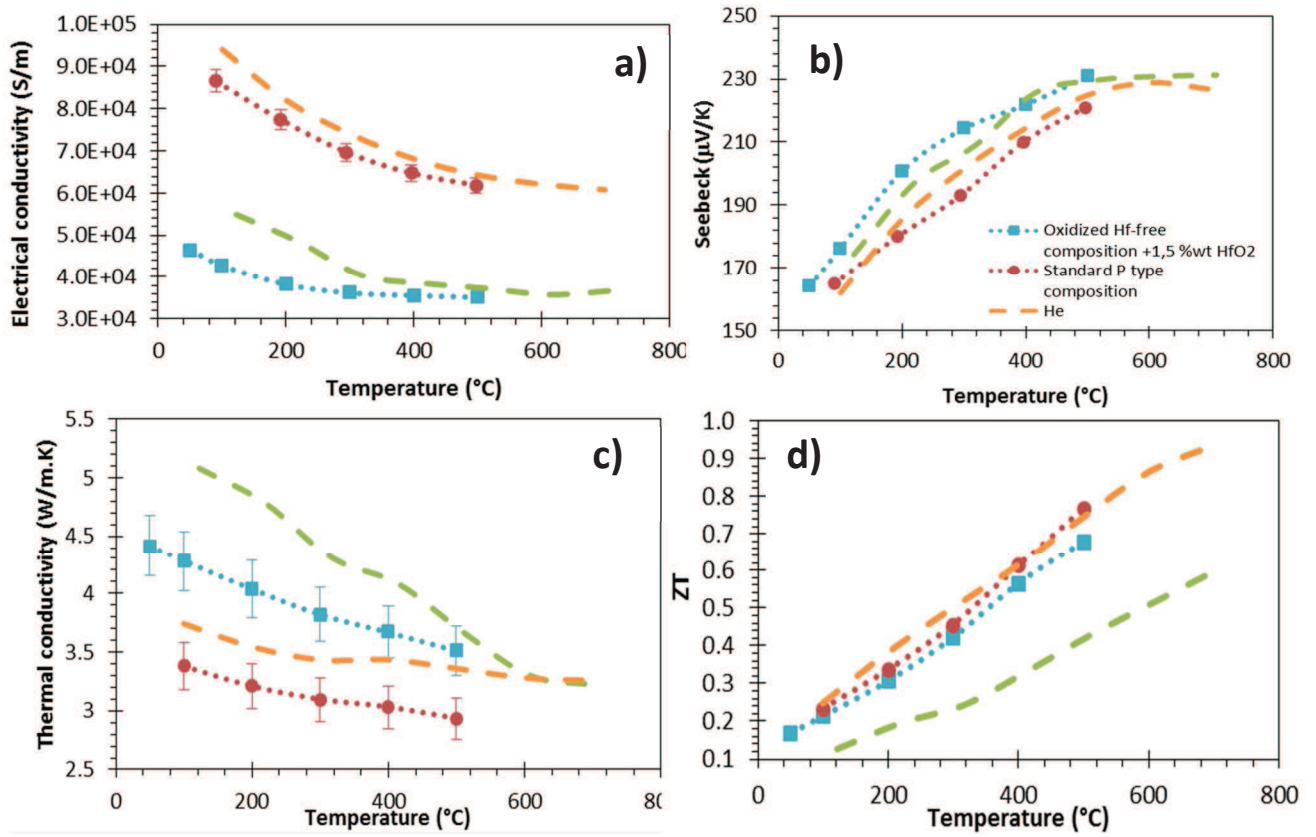 a)
Electrical conductivity (S/m)
1.0E+05
9.0E+04
8.0E+04
7.0E+04
6.0E+04
5.0E+04
4.0E+04
3.0E+04
0 200 400 600 800
Temperature (°C)
b)
Seebeck (µV/K)
250
230
210
190
170
150
0 200 400 600 800
Temperature (°C)
Oxidized Hf-free
composition +1,5 %wt HfO2
Standard P type
composition
He
c)
Thermal conductivity (W/m.K)
5.5
5
4.5
4
3.5
3
2.5
0 200 400 600 80
Temperature (°C)
d)
ZT
1.0
0.9
0.8
0.7
0.6
0.5
0.4
0.3
0.2
0.1
0 200 400 600 800
Temperature (°C)